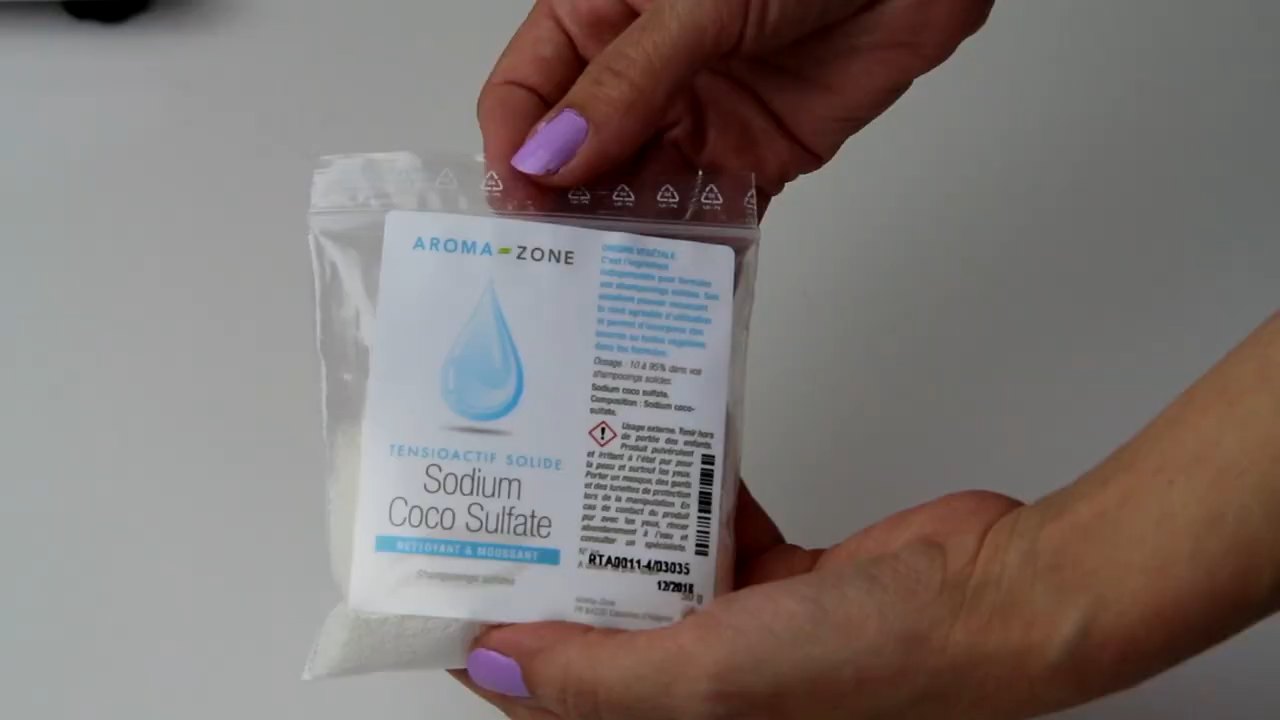 AROMA-ZONE
TENSIOACTIF SOLIDE
Sodium
Coco Sulfate
NETTOYANT & MOUSSANT
Shampooings solides
ORIGINE VÉGÉTALE
C'est l'ingrédient
indispensable pour formuler
vos shampooings solides. Son
excellent pouvoir moussant
le rend agréable d'utilisation
et permet d'incorporer des
beurres ou huiles végétales
dans les formules.
Dosage : 10 à 95% dans vos
shampooings solides.
Sodium coco sulfate.
Composition : Sodium coco-
sulfate.
Usage externe. Tenir hors
de portée des enfants.
Produit pulvérulent
et irritant à l'état pur pour
la peau et surtout les yeux.
Porter un masque, des gants
et des lunettes de protection
lors de la manipulation. En
cas de contact du produit
pur avec les yeux, rincer
abondamment à l'eau et
consulter un spécialiste.
RTA0011-4/03035
12/2018
Aroma-Zone